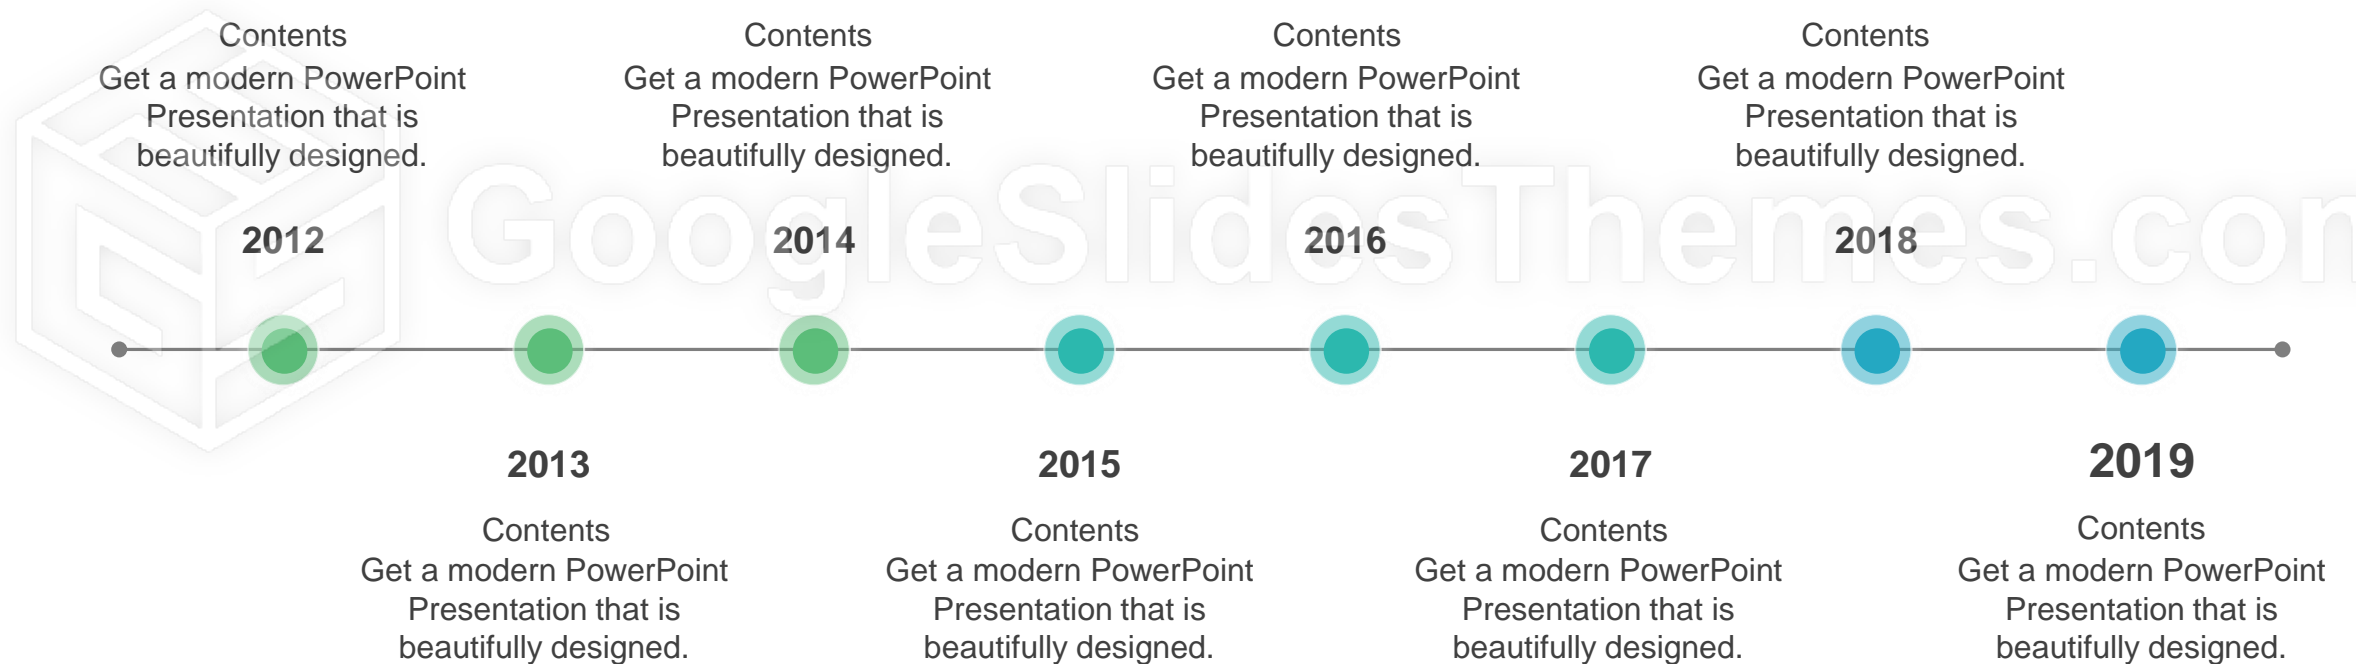 Contents
Get a modern PowerPoint
Presentation that is
beautifully designed.
Contents
Get a modern PowerPoint
Presentation that is
beautifully designed.
Contents
Get a modern PowerPoint
Presentation that is
beautifully designed.
Contents
Get a modern PowerPoint
Presentation that is
beautifully designed.
GoogleSlidesThemes.com
2012
2014
2016
2018
2013
2015
2017
2019
Contents
Get a modern PowerPoint
Presentation that is
beautifully designed.
Contents
Get a modern PowerPoint
Presentation that is
beautifully designed.
Contents
Get a modern PowerPoint
Presentation that is
beautifully designed.
Contents
Get a modern PowerPoint
Presentation that is
beautifully designed.